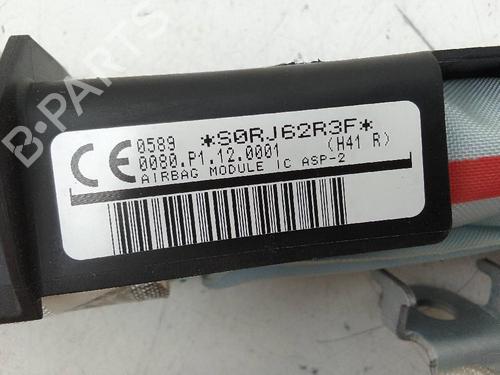 *S0RJ62R3F*
CE 0589
0080.P1.12.0001 (H41 R)
AIRBAG MODULE IC ASP-2
B-PARTS